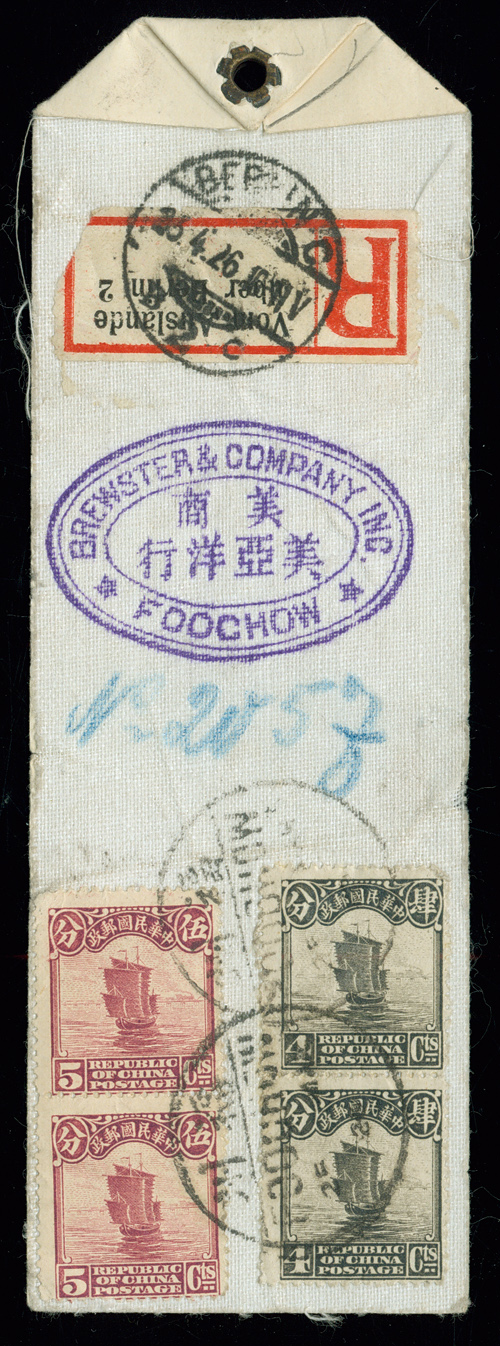 BERLIN C
25.4.26
R
Vom Auslande
über Berlin
2
BREWSTER & COMPANY INC.
美商
美亞洋行
FOOCHOW
No 2057
中華民國郵政
伍
分
5 Cts
REPUBLIC
OF CHINA
POSTAGE
中華民國郵政
肆
分
4 Cts
REPUBLIC
OF CHINA
POSTAGE
中華民國郵政
伍
分
5 Cts
REPUBLIC
OF CHINA
POSTAGE
中華民國郵政
肆
分
4 Cts
REPUBLIC
OF CHINA
POSTAGE